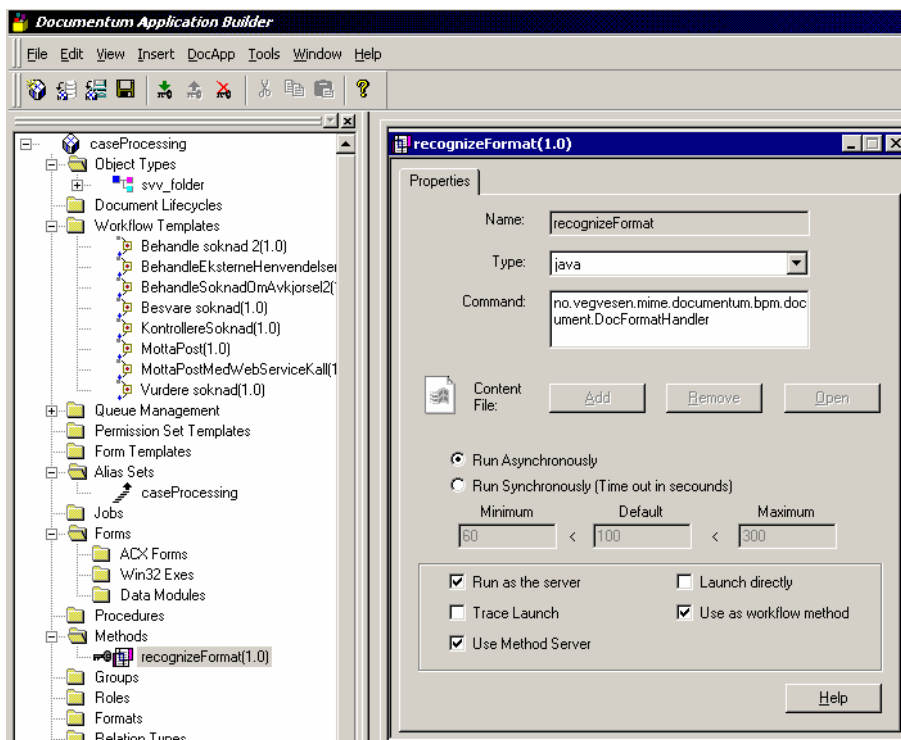 Documentum Application Builder
File Edit View Insert DocApp Tools Window Help
caseProcessing
Object Types
svv_folder
Document Lifecycles
Workflow Templates
Behandle soknad 2(1.0)
BehandleEksterneHenvendelser
BehandleSoknadOmAvkjorsel2(
Besvare soknad(1.0)
KontrollereSoknad(1.0)
MottaPost(1.0)
MottaPostMedWebServiceKall(1
Vurdere soknad(1.0)
Queue Management
Permission Set Templates
Form Templates
Alias Sets
caseProcessing
Jobs
Forms
ACX Forms
Win32 Exes
Data Modules
Procedures
Methods
recognizeFormat(1.0)
Groups
Roles
Formats
Relation Types
recognizeFormat(1.0)
Properties
Name: recognizeFormat
Type: java
Command: no.vegvesen.mime.documentum.bpm.doc
ument.DocFormatHandler
Content
File: Add Remove Open
Run Asynchronously
Run Synchronously (Time out in secounds)
Minimum Default Maximum
60 < 100 < 300
Run as the server Launch directly
Trace Launch Use as workflow method
Use Method Server
Help